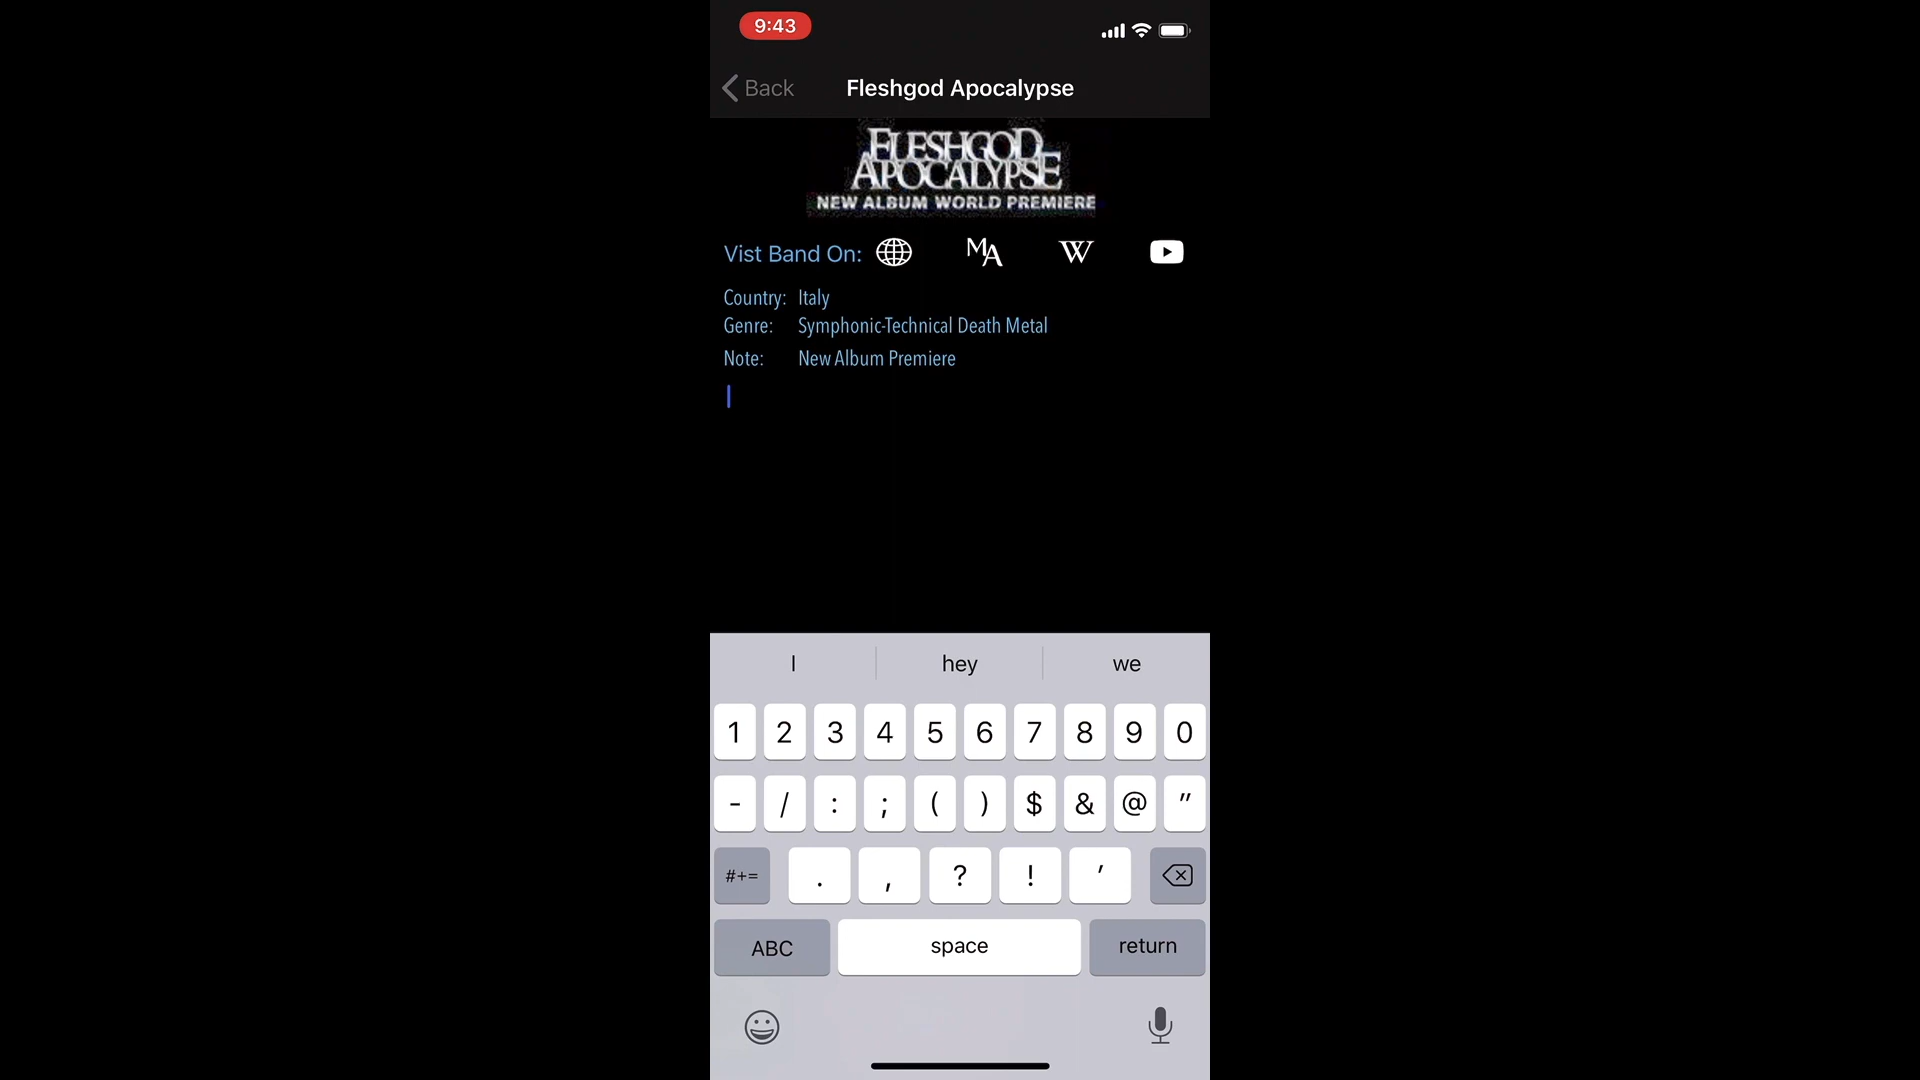 9:43
Back
Fleshgod Apocalypse
FLESHGOD
APOCALYPSE
NEW ALBUM WORLD PREMIERE
Vist Band On: MA W
Country: Italy
Genre: Symphonic-Technical Death Metal
Note: New Album Premiere
I hey we
1 2 3 4 5 6 7 8 9 0
- / : ; ( ) $ & @ "
#+= . , ? ! '
ABC space return